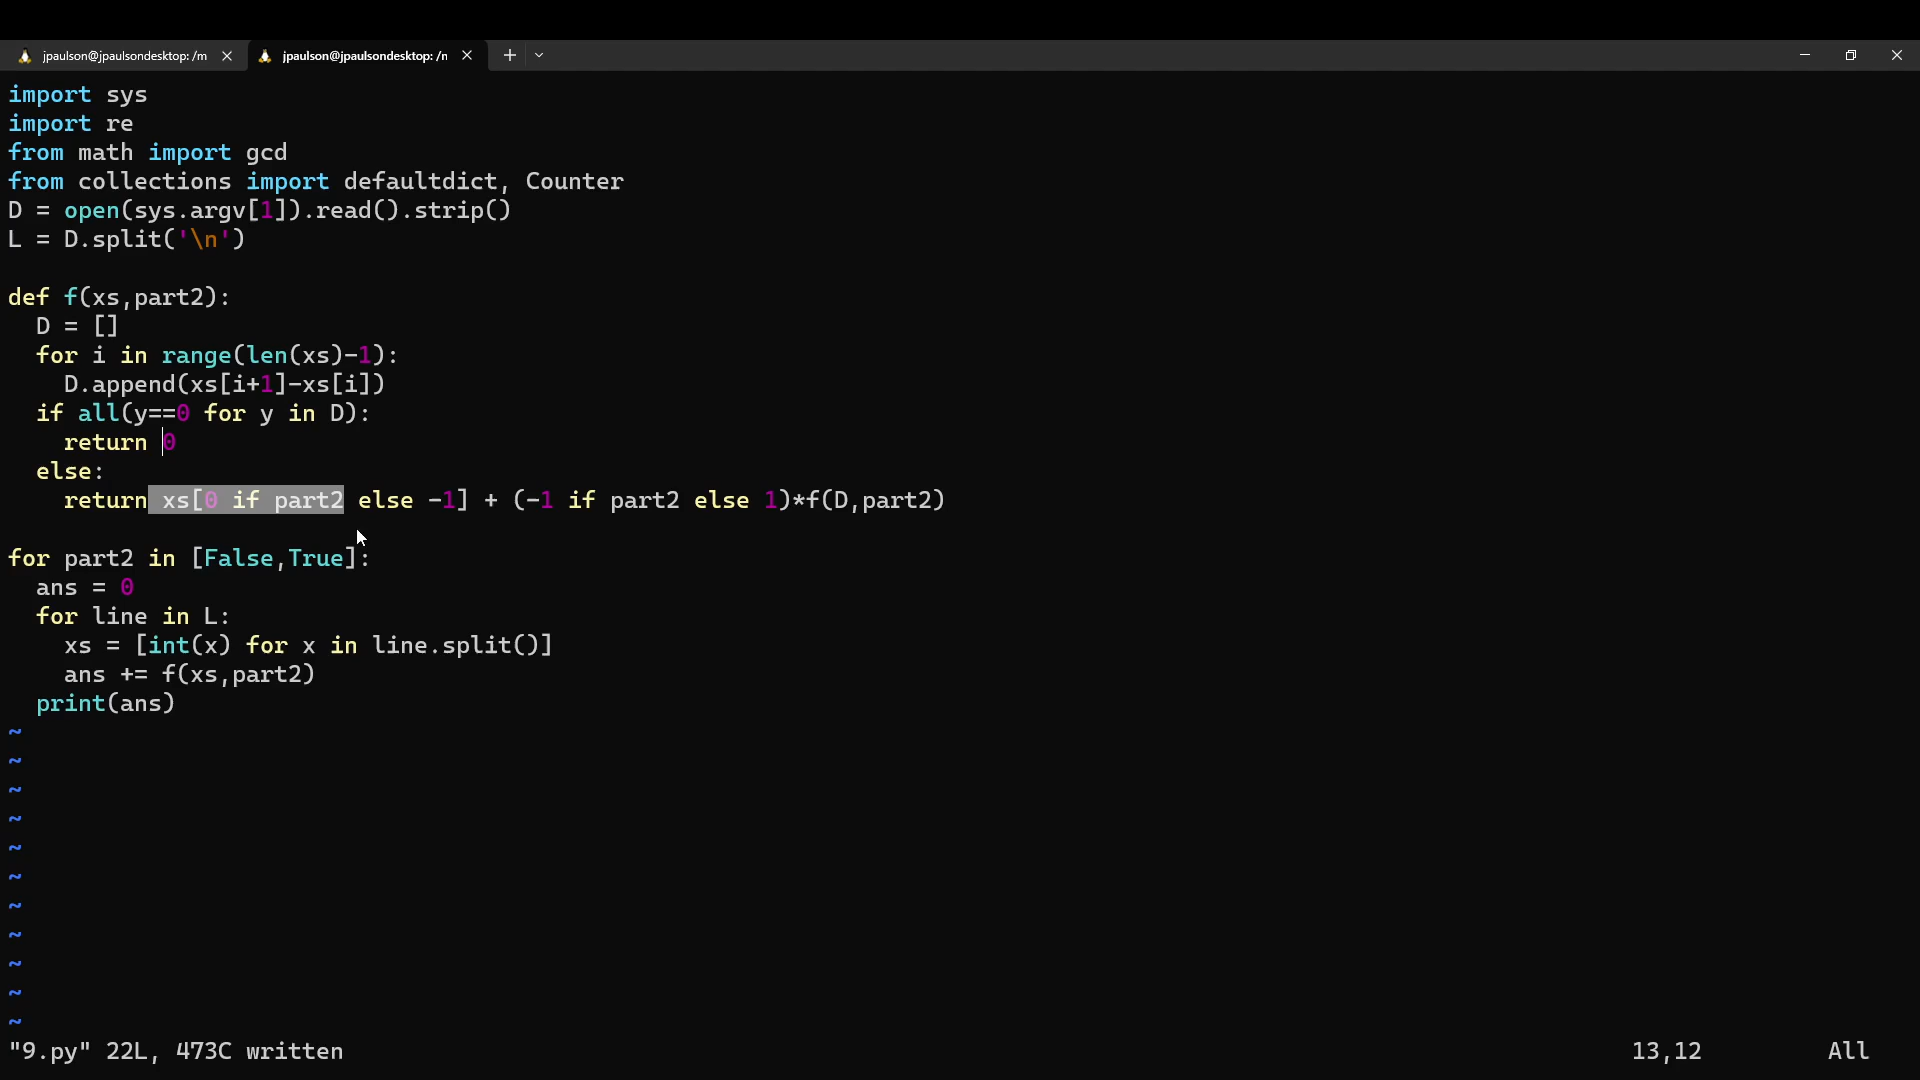 jpaulson@jpaulsondesktop: /m
jpaulson@jpaulsondesktop: /n
import sys
import re
from math import gcd
from collections import defaultdict, Counter
D = open(sys.argv[1]).read().strip()
L = D.split('\n')
def f(xs,part2):
  D = []
  for i in range(len(xs)-1):
    D.append(xs[i+1]-xs[i])
  if all(y==0 for y in D):
    return 0
  else:
    return xs[0 if part2 else -1] + (-1 if part2 else 1)*f(D,part2)
for part2 in [False,True]:
  ans = 0
  for line in L:
    xs = [int(x) for x in line.split()]
    ans += f(xs,part2)
  print(ans)
~
~
~
~
~
~
~
~
~
~
~
"9.py" 22L, 473C written 13,12 All